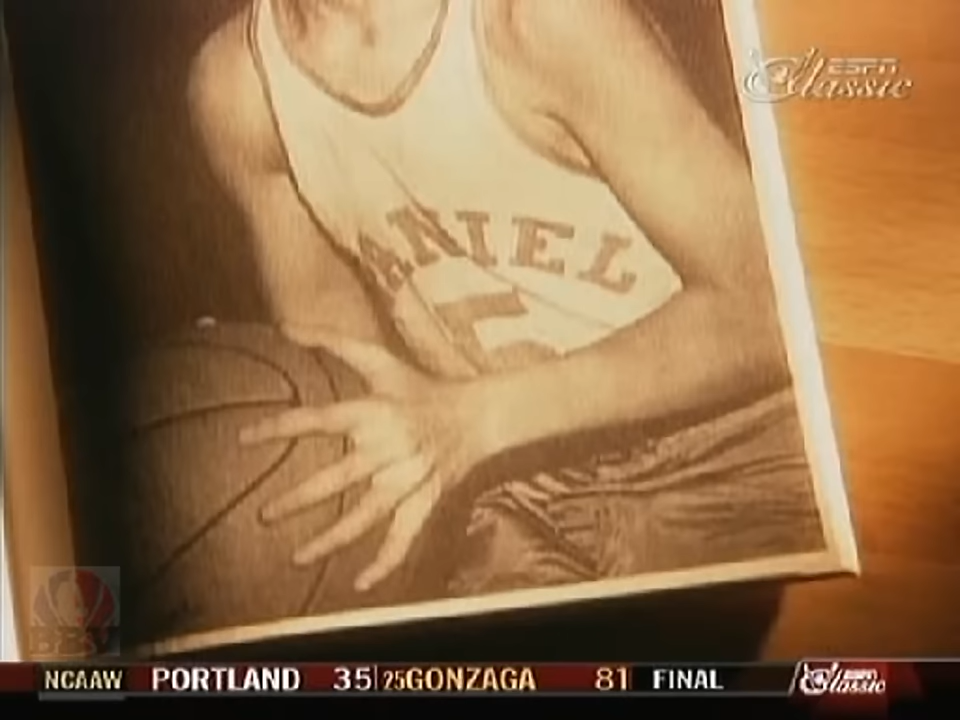 ESPN
Classic
ANIEL
NCAAW PORTLAND 35 25 GONZAGA 81 FINAL ESPN Classic